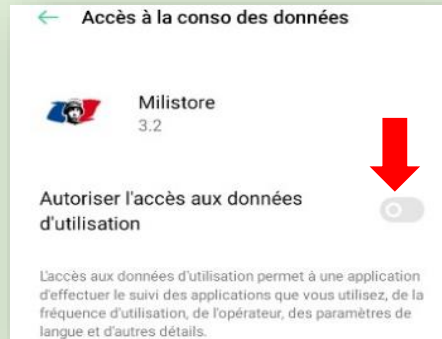 ← Accès à la conso des données
Milistore
3.2
Autoriser l'accès aux données
d'utilisation
L'accès aux données d'utilisation permet à une application
d'effectuer le suivi des applications que vous utilisez, de la
fréquence d'utilisation, de l'opérateur, des paramètres de
langue et d'autres détails.